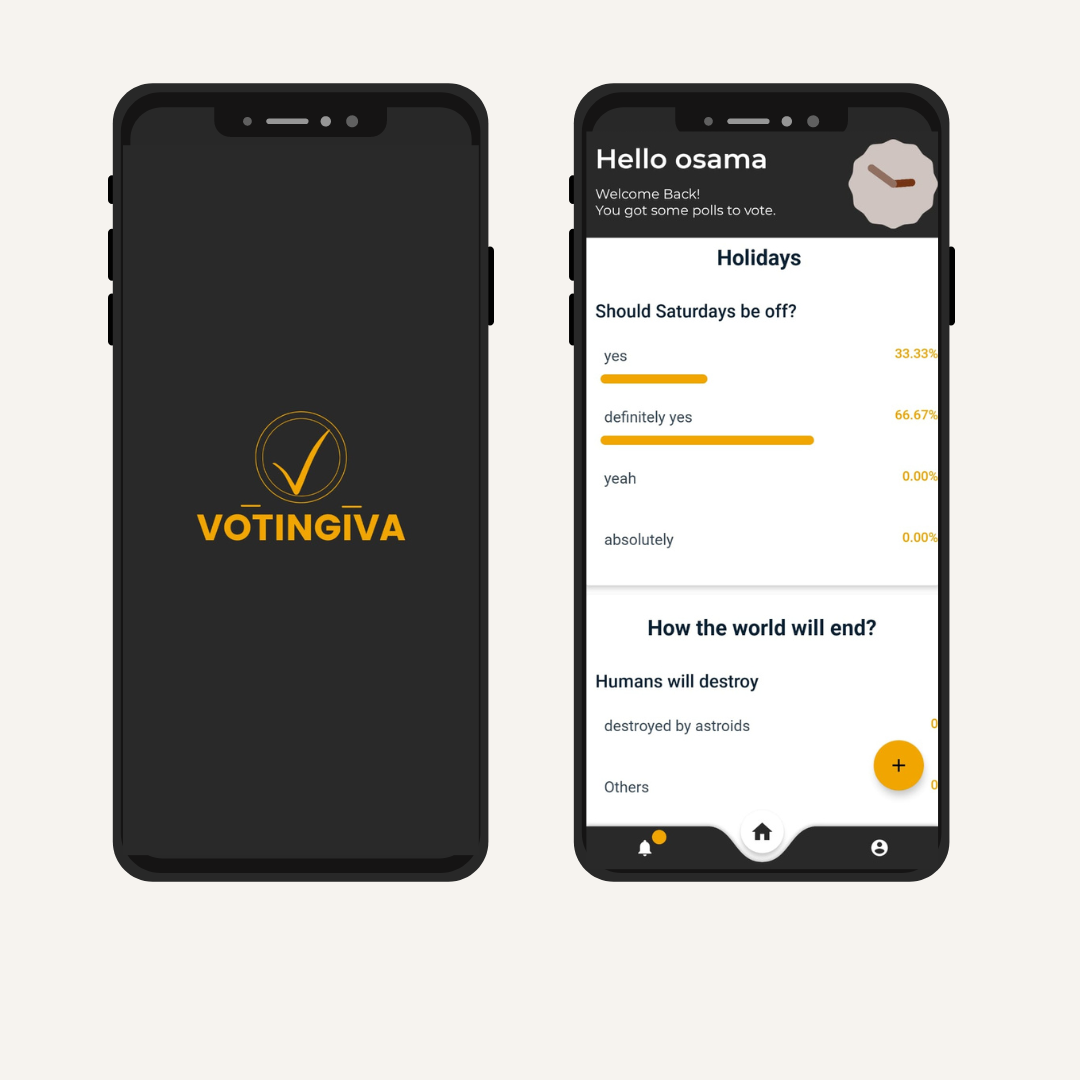 VŌTINGĪVA
Hello osama
Welcome Back!
You got some polls to vote.
Holidays
Should Saturdays be off?
yes 33.33%
definitely yes 66.67%
yeah 0.00%
absolutely 0.00%
How the world will end?
Humans will destroy
destroyed by astroids 0
+
Others 0